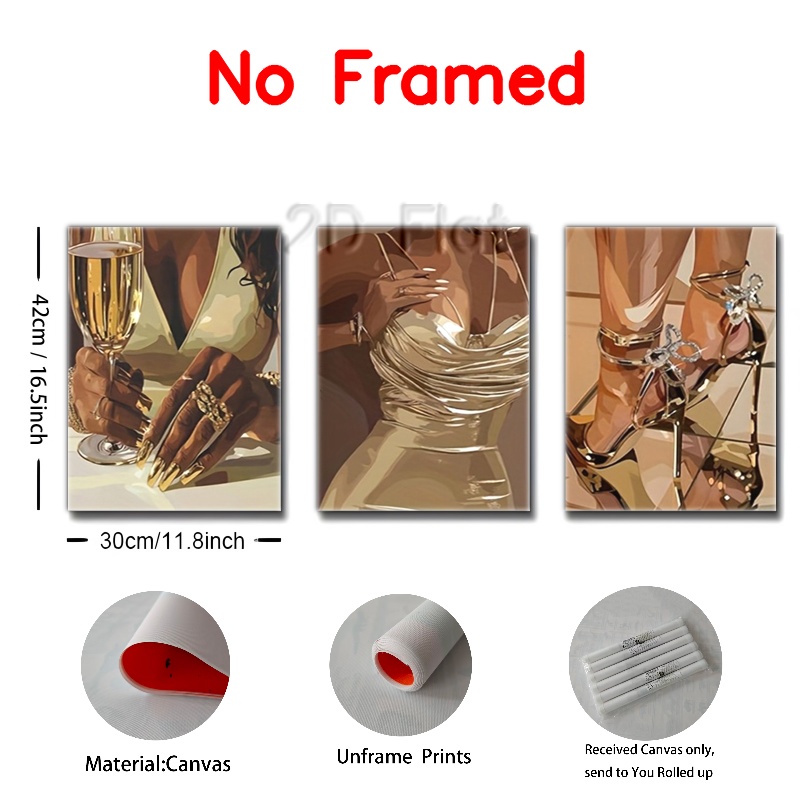 No Framed
2D Flat
42cm / 16.5inch
30cm/11.8inch
Material:Canvas
Unframe Prints
Received Canvas only,
send to You Rolled up